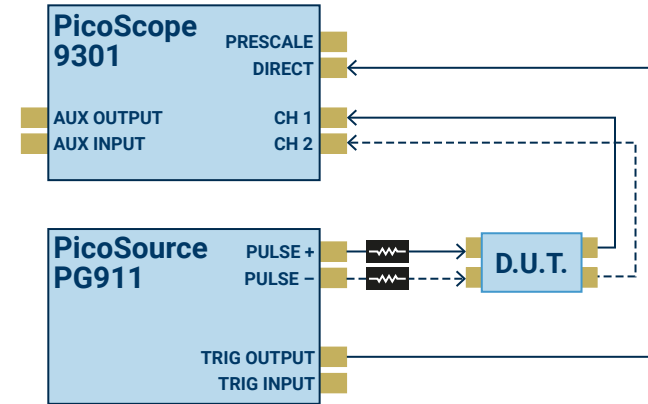 PicoScope
9301
PRESCALE
DIRECT
AUX OUTPUT
CH 1
AUX INPUT
CH 2
PicoSource
PG911
PULSE +
PULSE –
D.U.T.
TRIG OUTPUT
TRIG INPUT